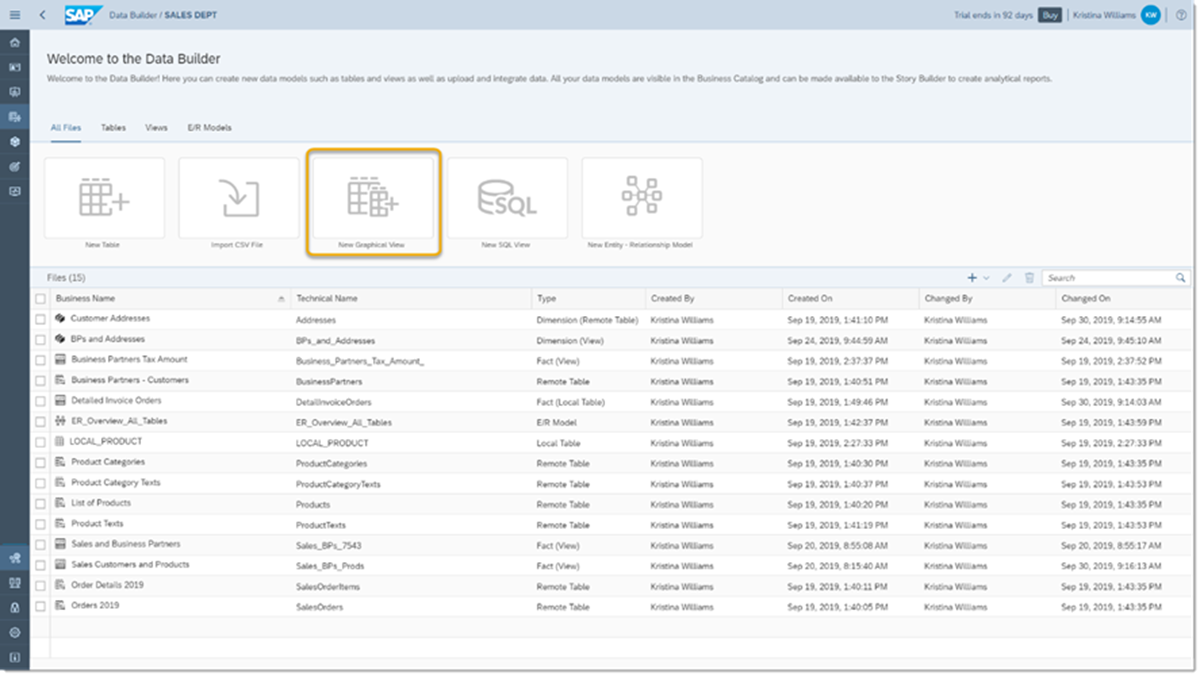 SAP Data Builder / SALES DEPT Trial ends in 92 days Buy Kristina Williams KW
Welcome to the Data Builder
Welcome to the Data Builder! Here you can create new data models such as tables and views as well as upload and integrate data. All your data models are visible in the Business Catalog and can be made available to the Story Builder to create analytical reports.
All Files Tables Views E/R Models
SQL
New Table Import CSV File New Graphical View New SQL View New Entity - Relationship Model
Files (15) Search
Business Name Technical Name Type Created By Created On Changed By Changed On
Customer Addresses Addresses Dimension (Remote Table) Kristina Williams Sep 19, 2019, 1:41:10 PM Kristina Williams Sep 30, 2019, 9:14:55 AM
BPs and Addresses BPs_and_Addresses Dimension (View) Kristina Williams Sep 24, 2019, 9:44:59 AM Kristina Williams Sep 24, 2019, 9:45:10 AM
Business Partners Tax Amount Business_Partners_Tax_Amount_ Fact (View) Kristina Williams Sep 19, 2019, 2:37:37 PM Kristina Williams Sep 19, 2019, 2:37:52 PM
Business Partners - Customers BusinessPartners Remote Table Kristina Williams Sep 19, 2019, 1:40:51 PM Kristina Williams Sep 19, 2019, 1:43:35 PM
Detailed Invoice Orders DetailInvoiceOrders Fact (Local Table) Kristina Williams Sep 19, 2019, 1:49:46 PM Kristina Williams Sep 30, 2019, 9:14:03 AM
ER_Overview_All_Tables ER_Overview_All_Tables E/R Model Kristina Williams Sep 19, 2019, 1:42:37 PM Kristina Williams Sep 19, 2019, 1:43:59 PM
LOCAL_PRODUCT LOCAL_PRODUCT Local Table Kristina Williams Sep 19, 2019, 2:27:33 PM Kristina Williams Sep 19, 2019, 2:27:33 PM
Product Categories ProductCategories Remote Table Kristina Williams Sep 19, 2019, 1:40:30 PM Kristina Williams Sep 19, 2019, 1:43:35 PM
Product Category Texts ProductCategoryTexts Remote Table Kristina Williams Sep 19, 2019, 1:40:37 PM Kristina Williams Sep 19, 2019, 1:43:53 PM
List of Products Products Remote Table Kristina Williams Sep 19, 2019, 1:40:20 PM Kristina Williams Sep 19, 2019, 1:43:35 PM
Product Texts ProductTexts Remote Table Kristina Williams Sep 19, 2019, 1:41:19 PM Kristina Williams Sep 19, 2019, 1:43:53 PM
Sales and Business Partners Sales_BPs_7543 Fact (View) Kristina Williams Sep 20, 2019, 8:55:08 AM Kristina Williams Sep 20, 2019, 8:55:17 AM
Sales Customers and Products Sales_BPs_Prods Fact (View) Kristina Williams Sep 20, 2019, 8:15:40 AM Kristina Williams Sep 30, 2019, 9:16:13 AM
Order Details 2019 SalesOrderItems Remote Table Kristina Williams Sep 19, 2019, 1:40:11 PM Kristina Williams Sep 19, 2019, 1:43:35 PM
Orders 2019 SalesOrders Remote Table Kristina Williams Sep 19, 2019, 1:40:05 PM Kristina Williams Sep 19, 2019, 1:43:35 PM